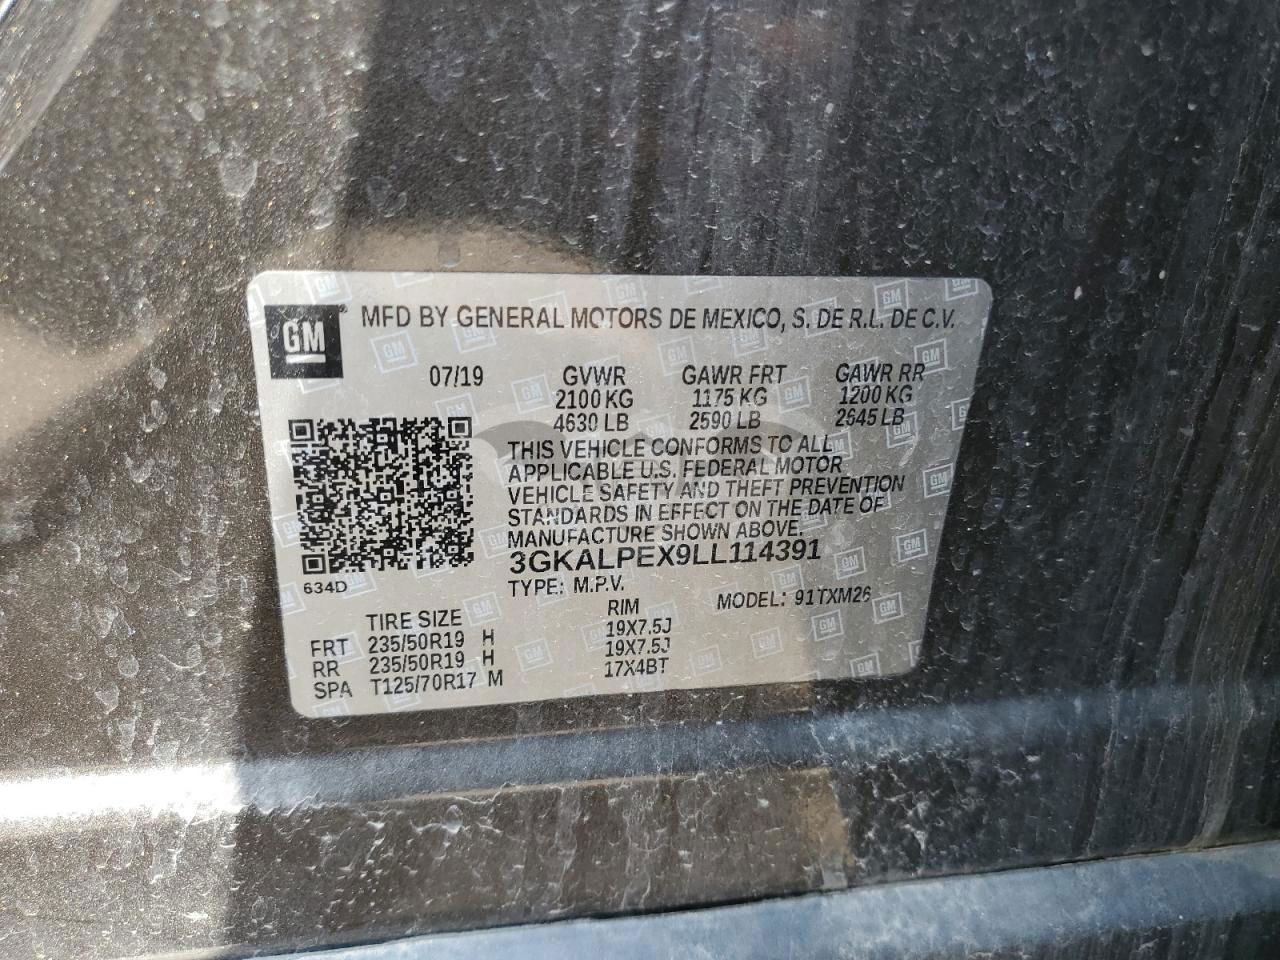 GM
MFD BY GENERAL MOTORS DE MEXICO, S. DE R.L. DE C.V.
07/19 GVWR GAWR FRT GAWR RR
2100 KG 1175 KG 1200 KG
4630 LB 2590 LB 2645 LB
THIS VEHICLE CONFORMS TO ALL
APPLICABLE U.S. FEDERAL MOTOR
VEHICLE SAFETY AND THEFT PREVENTION
STANDARDS IN EFFECT ON THE DATE OF
MANUFACTURE SHOWN ABOVE.
3GKALPEX9LL114391
634D TYPE: M.P.V. MODEL: 91TXM26
TIRE SIZE RIM
FRT 235/50R19 H 19X7.5J
RR 235/50R19 H 19X7.5J
SPA T125/70R17 M 17X4BT